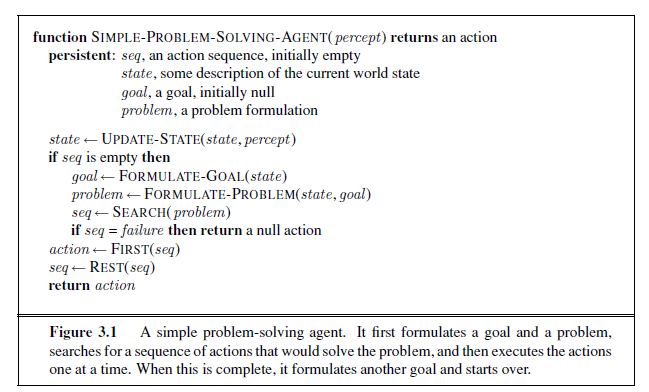 function SIMPLE-PROBLEM-SOLVING-AGENT(percept) returns an action
persistent: seq, an action sequence, initially empty
state, some description of the current world state
goal, a goal, initially null
problem, a problem formulation
state ← UPDATE-STATE(state, percept)
if seq is empty then
goal ← FORMULATE-GOAL(state)
problem ← FORMULATE-PROBLEM(state, goal)
seq ← SEARCH(problem)
if seq = failure then return a null action
action ← FIRST(seq)
seq ← REST(seq)
return action
Figure 3.1 A simple problem-solving agent. It first formulates a goal and a problem,
searches for a sequence of actions that would solve the problem, and then executes the actions
one at a time. When this is complete, it formulates another goal and starts over.